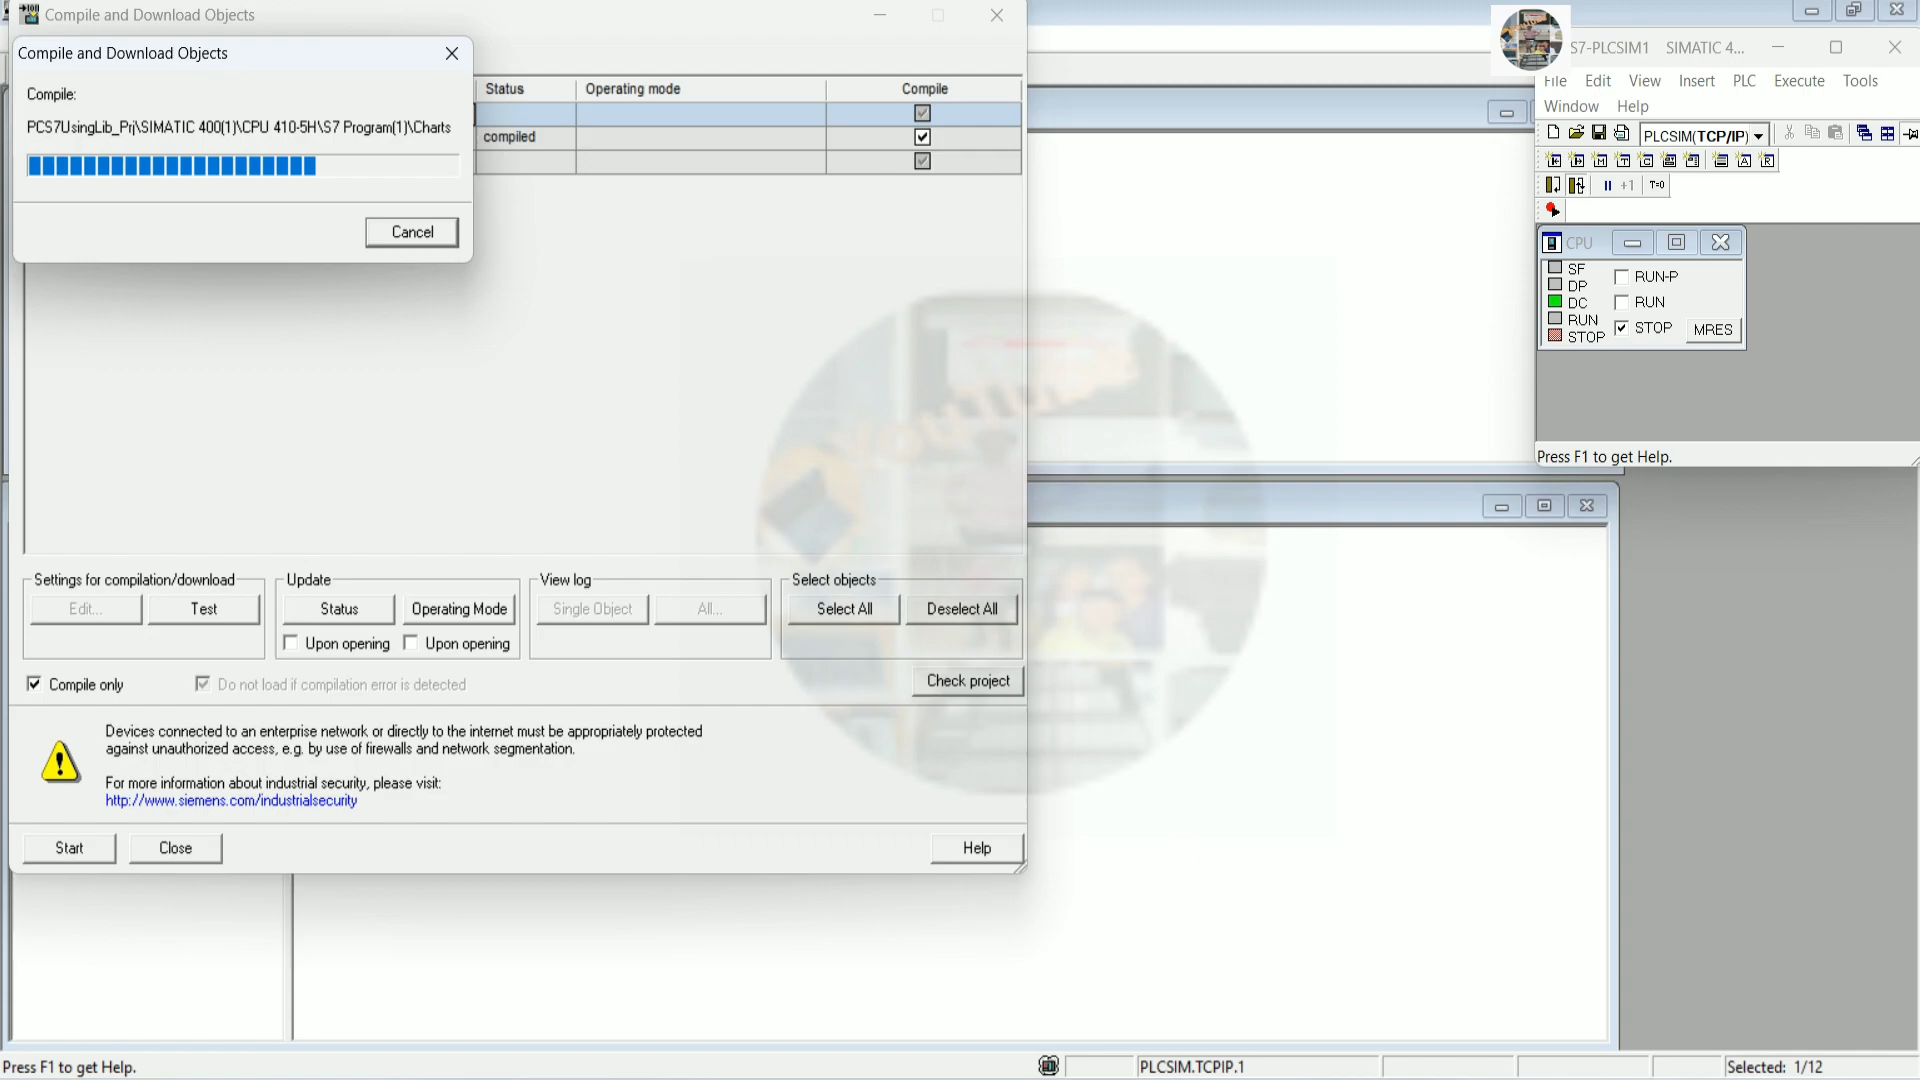 Compile and Download Objects
Compile and Download Objects
Compile:
PCS7UsingLib_Prj\SIMATIC 400(1)\CPU 410-5H\S7 Program(1)\Charts
Cancel
Status Operating mode Compile
compiled
Settings for compilation/download
Edit... Test
Update
Status Operating Mode
Upon opening Upon opening
View log
Single Object All...
Select objects
Select All Deselect All
Compile only Do not load if compilation error is detected
Check project
Devices connected to an enterprise network or directly to the internet must be appropriately protected
against unauthorized access, e.g. by use of firewalls and network segmentation.
For more information about industrial security, please visit:
http://www.siemens.com/industrialsecurity
Start Close Help
S7-PLCSIM1 SIMATIC 4...
File Edit View Insert PLC Execute Tools
Window Help
PLCSIM(TCP/IP)
+1 T=0
CPU
SF
DP
DC
RUN
STOP
RUN-P
RUN
STOP MRES
Press F1 to get Help.
YouTube
Press F1 to get Help. PLCSIM.TCPIP.1 Selected: 1/12